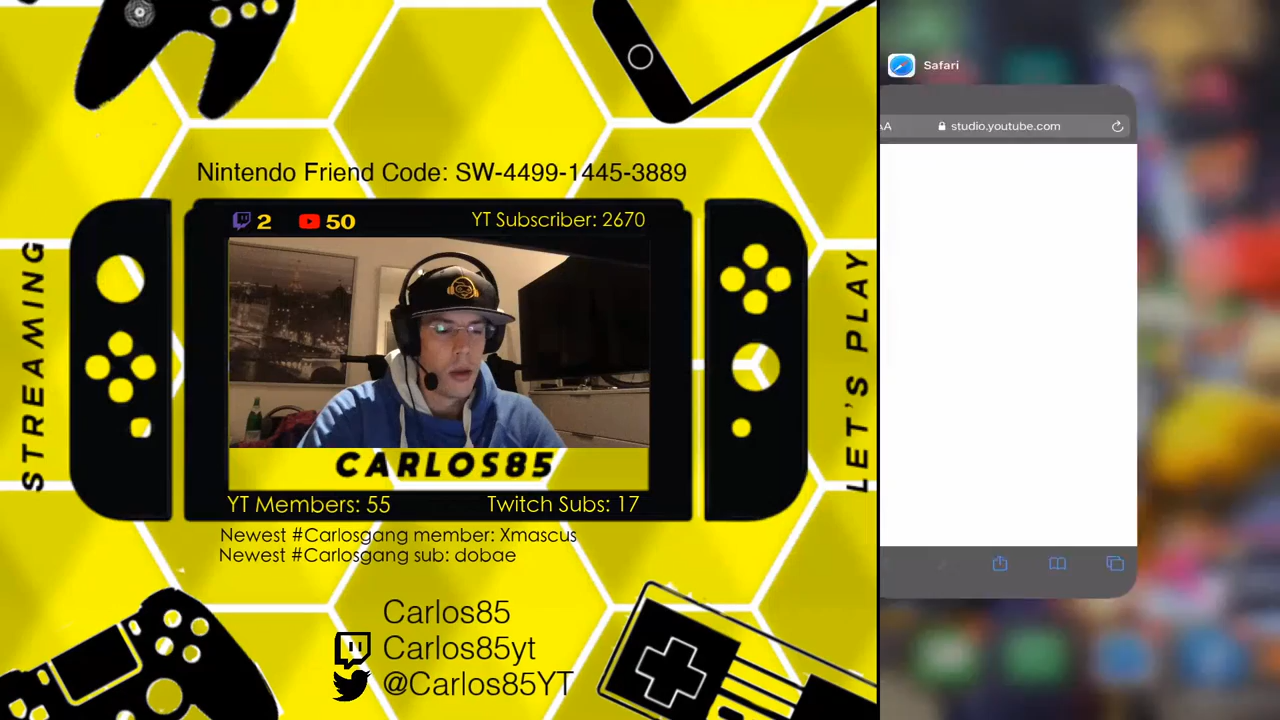 Nintendo Friend Code: SW-4499-1445-3889
2 50 YT Subscriber: 2670
STREAMING
LET'S PLAY
CARLOS85
YT Members: 55 Twitch Subs: 17
Newest #Carlosgang member: Xmascus
Newest #Carlosgang sub: dobae
Carlos85
Carlos85yt
@Carlos85YT
Safari
AA studio.youtube.com